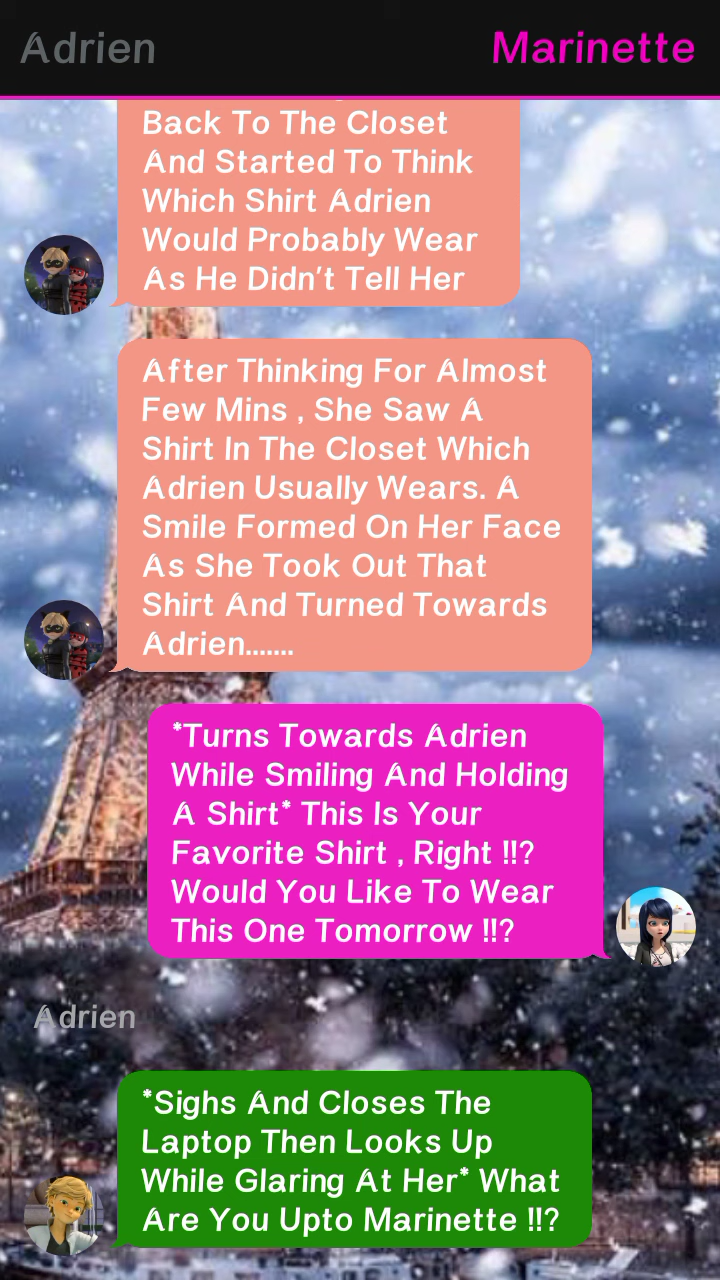 Adrien Marinette
Back To The Closet
And Started To Think
Which Shirt Adrien
Would Probably Wear
As He Didn't Tell Her
After Thinking For Almost
Few Mins , She Saw A
Shirt In The Closet Which
Adrien Usually Wears. A
Smile Formed On Her Face
As She Took Out That
Shirt And Turned Towards
Adrien.......
*Turns Towards Adrien
While Smiling And Holding
A Shirt* This Is Your
Favorite Shirt , Right !!?
Would You Like To Wear
This One Tomorrow !!?
Adrien
*Sighs And Closes The
Laptop Then Looks Up
While Glaring At Her* What
Are You Upto Marinette !!?